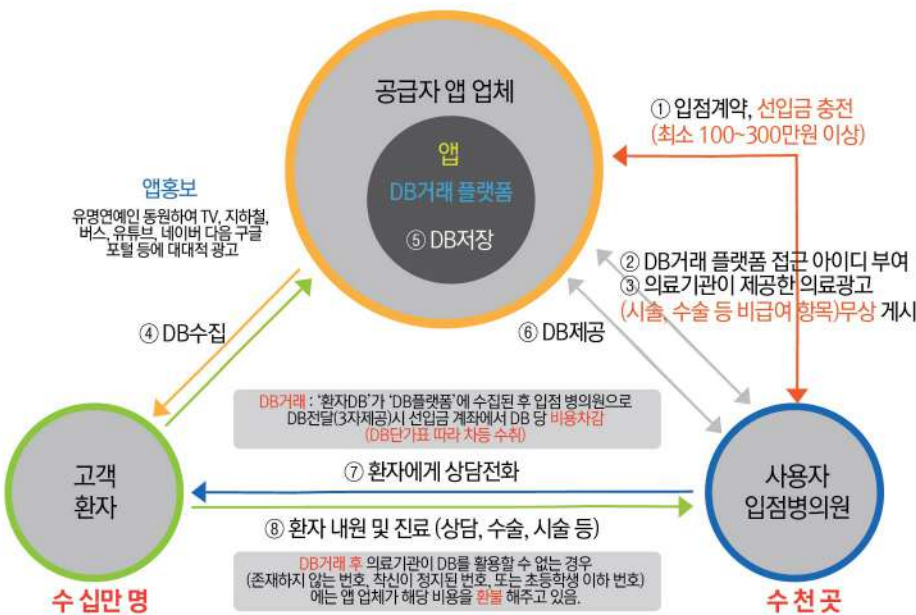 공급자 앱 업체
앱
DB거래 플랫폼
⑤ DB저장
① 입점계약, 선입금 충전
(최소 100~300만원 이상)
앱홍보
유명연예인 동원하여 TV, 지하철,
버스, 유튜브, 네이버 다음 구글
포털 등에 대대적 광고
② DB거래 플랫폼 접근 아이디 부여
③ 의료기관이 제공한 의료광고
(시술, 수술 등 비급여 항목)무상 게시
④ DB수집
⑥ DB제공
DB거래 : ‘환자DB’가 ‘DB플랫폼’에 수집된 후 입점 병의원으로
DB전달(3자제공)시 선입금 계좌에서 DB 당 비용차감
(DB단가표 따라 차등 수취)
고객
환자
⑦ 환자에게 상담전화
사용자
입점병의원
⑧ 환자 내원 및 진료 (상담, 수술, 시술 등)
DB거래 후 의료기관이 DB를 활용할 수 없는 경우
(존재하지 않는 번호, 착신이 정지된 번호, 또는 초등학생 이하 번호)
에는 앱 업체가 해당 비용을 환불 해주고 있음.
수 십만 명
수 천 곳